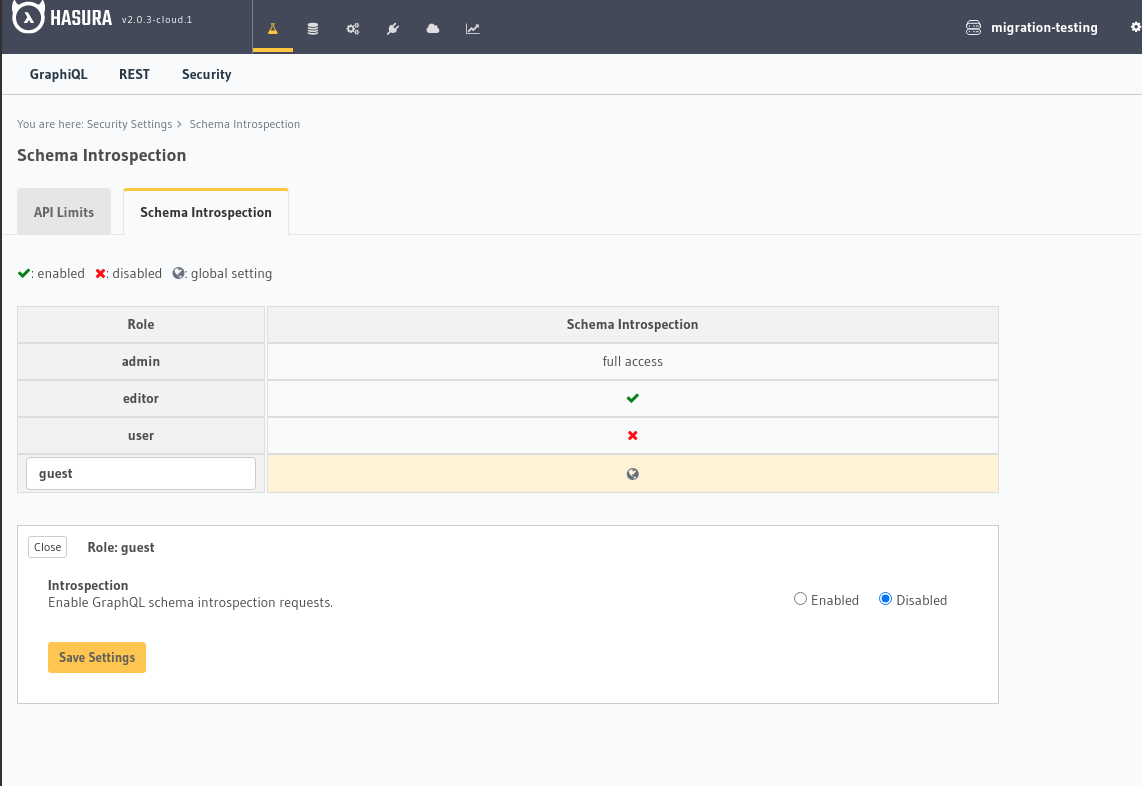 HASURA v2.0.3-cloud.1
migration-testing
GraphiQL REST Security
You are here: Security Settings > Schema Introspection
Schema Introspection
API Limits Schema Introspection
: enabled : disabled : global setting
Role Schema Introspection
admin full access
editor
user
guest
Close Role: guest
Introspection
Enable GraphQL schema introspection requests.
Enabled Disabled
Save Settings